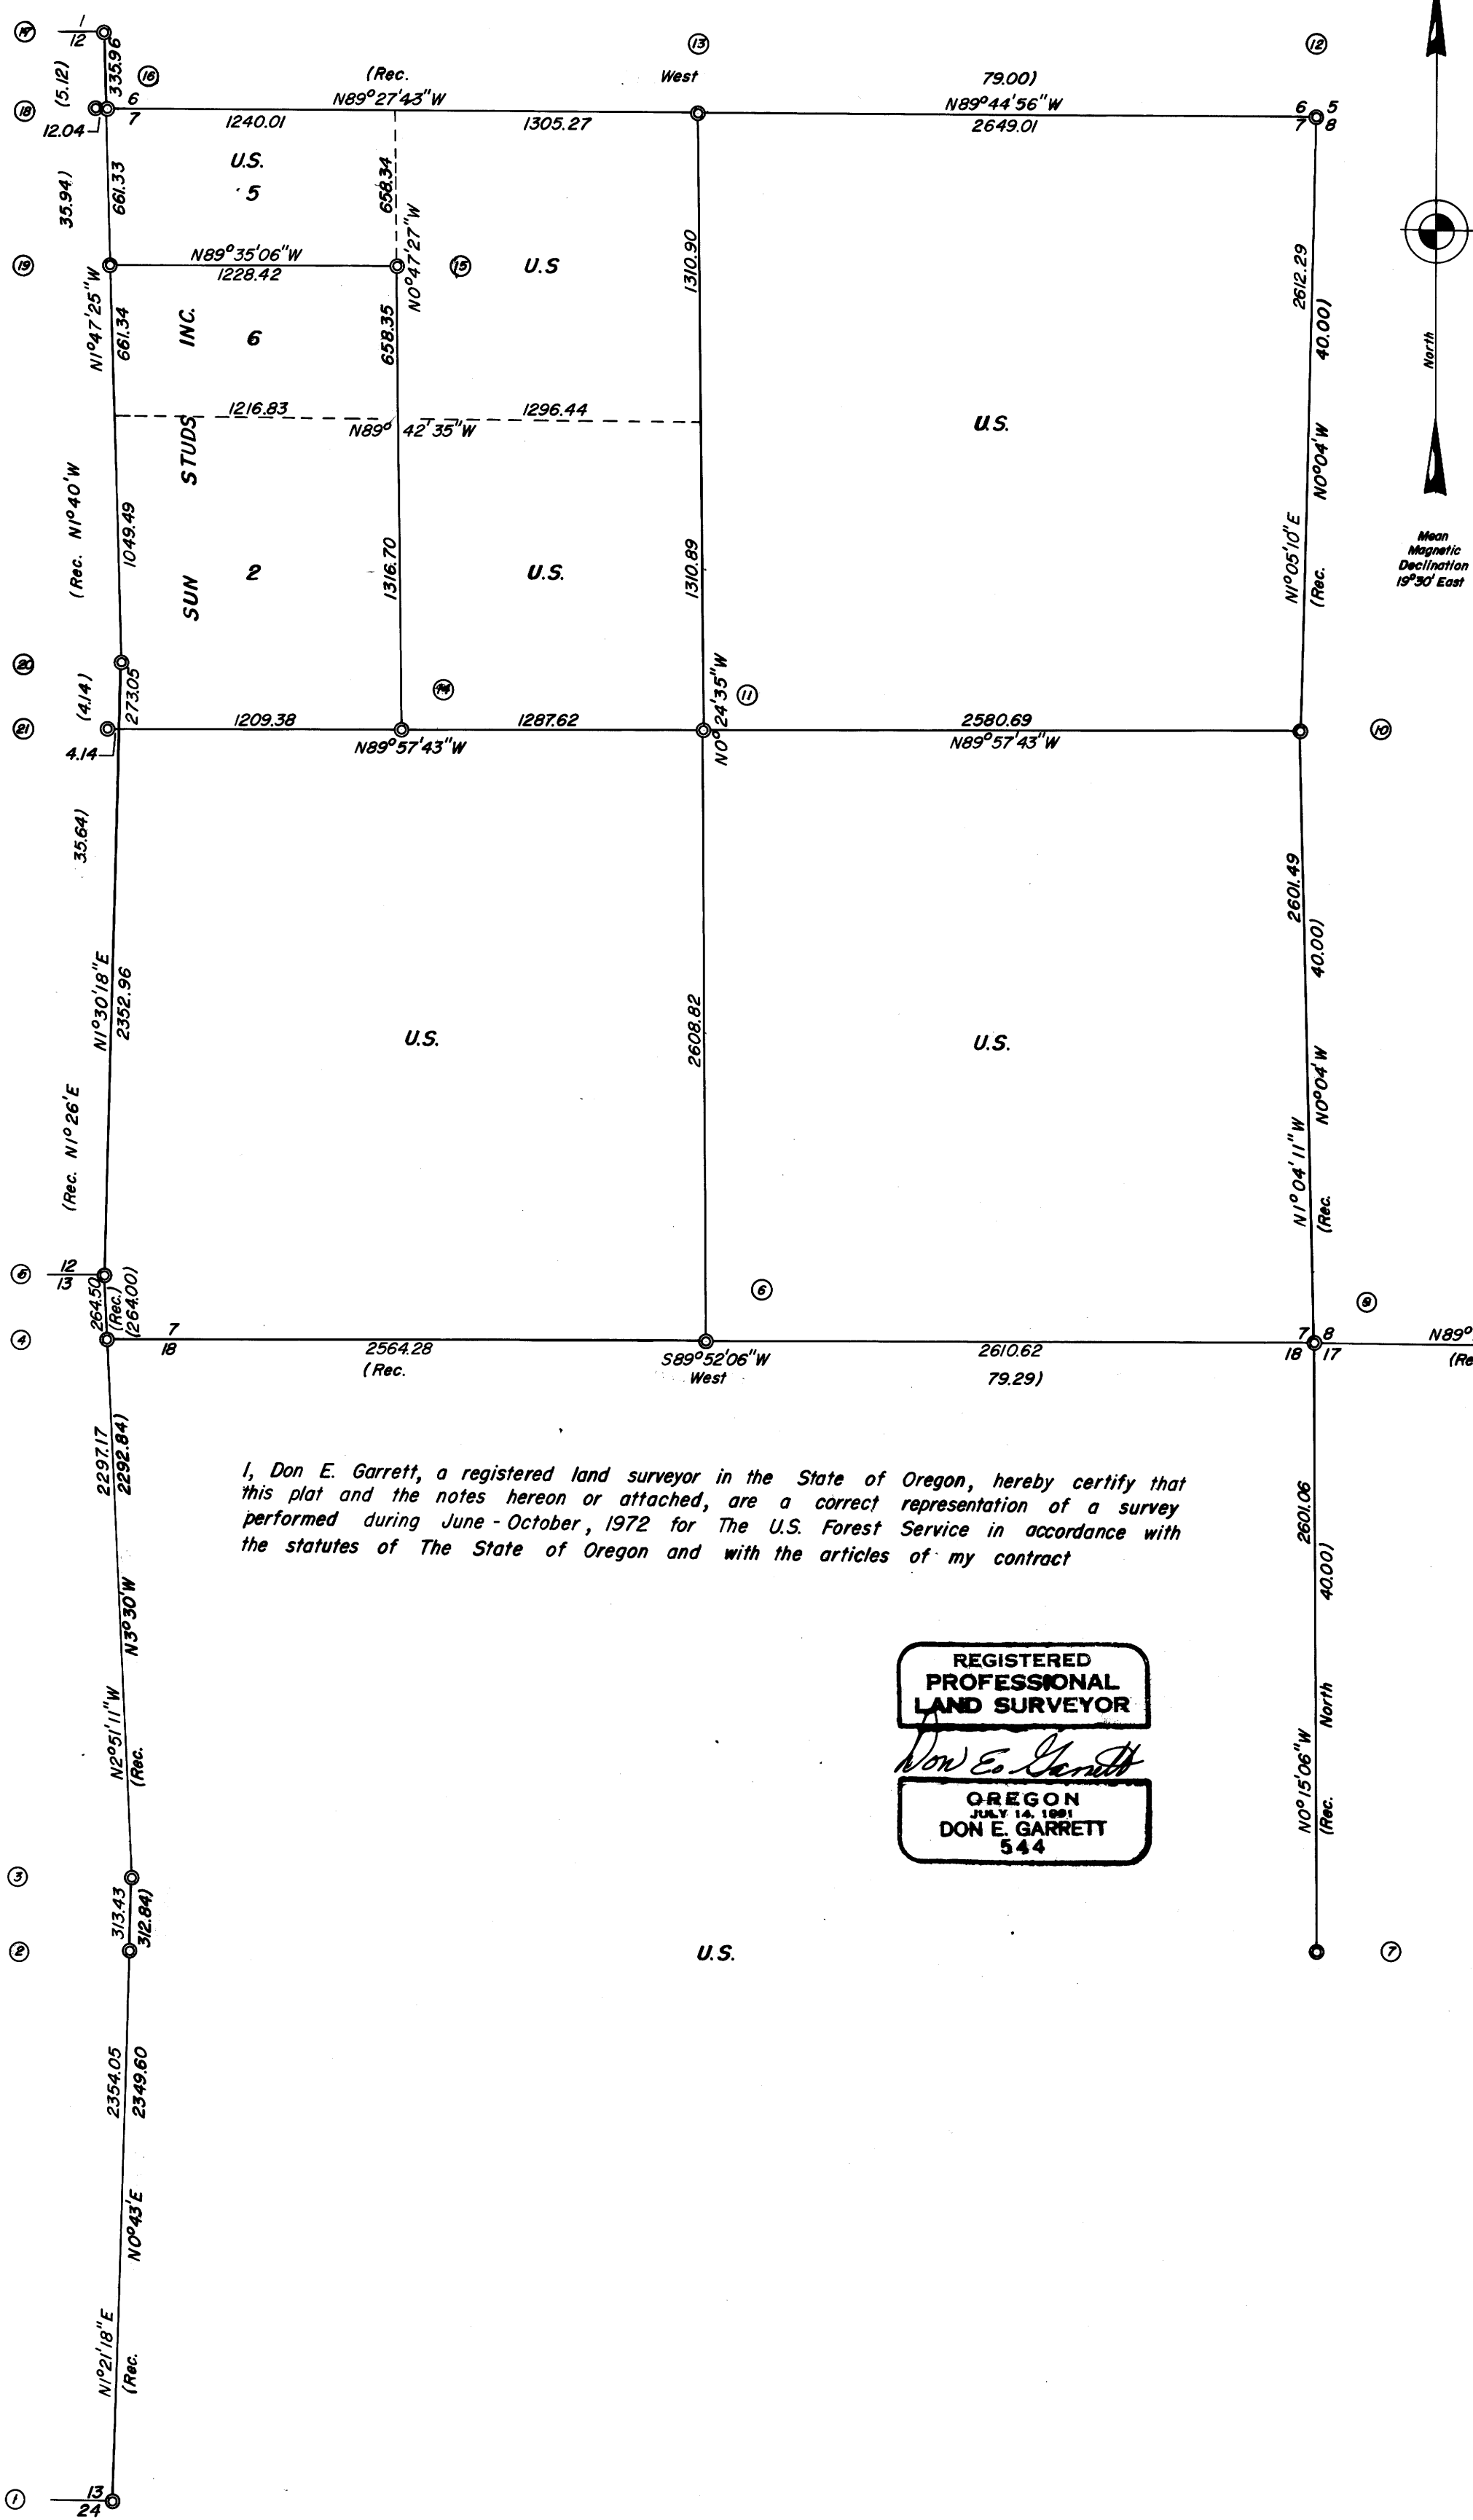 17
1
12
(5.12)
335.96
16
13
12
(Rec.
West
79.00)
N89°27'43"W
N89°44'56"W
18
6
7
6 5
7 8
12.04
1240.01
1305.27
2649.01
U.S.
5
35.94)
661.33
658.34
N0°47'27"W
19
N89°35'06"W
1228.42
15
U.S
1310.90
2612.29
40.00)
North
N1°47'25"W
661.34
INC.
6
658.35
1216.83
1296.44
N89° 42'35"W
STUDS
U.S.
N0°04'W
(Rec. N1°40'W
1049.49
SUN
2
1316.70
U.S.
1310.89
N1°05'10"E
(Rec.
Mean
Magnetic
Declination
19°30' East
20
(4.14)
273.05
14
N0°24'35"W
11
21
4.14
1209.38
1287.62
2580.69
N89°57'43"W
N89°57'43"W
10
35.64)
2601.49
40.00)
N1°30'18"E
2352.96
2608.82
U.S.
U.S.
N0°04'W
(Rec. N1°26'E
N1°04'11"W
(Rec.
5
12
13
264.50
(Rec.)
(264.00)
6
9
4
7
18
2564.28
S89°52'06"W
2610.62
(Rec.
West
79.29)
7 8
18 17
N89°
(Re
2297.17
2292.84)
I, Don E. Garrett, a registered land surveyor in the State of Oregon, hereby certify that
this plat and the notes hereon or attached, are a correct representation of a survey
performed during June - October, 1972 for The U.S. Forest Service in accordance with
the statutes of The State of Oregon and with the articles of my contract
2601.06
40.00)
N3°30'W
N2°51'11"W
(Rec.
REGISTERED
PROFESSIONAL
LAND SURVEYOR
Don E. Garrett
OREGON
JULY 14, 1961
DON E. GARRETT
544
North
N0°15'06"W
(Rec.
3
313.43
312.84)
2
U.S.
7
2354.05
2349.60
N0°43'E
N1°21'18"E
(Rec.
1
13
24